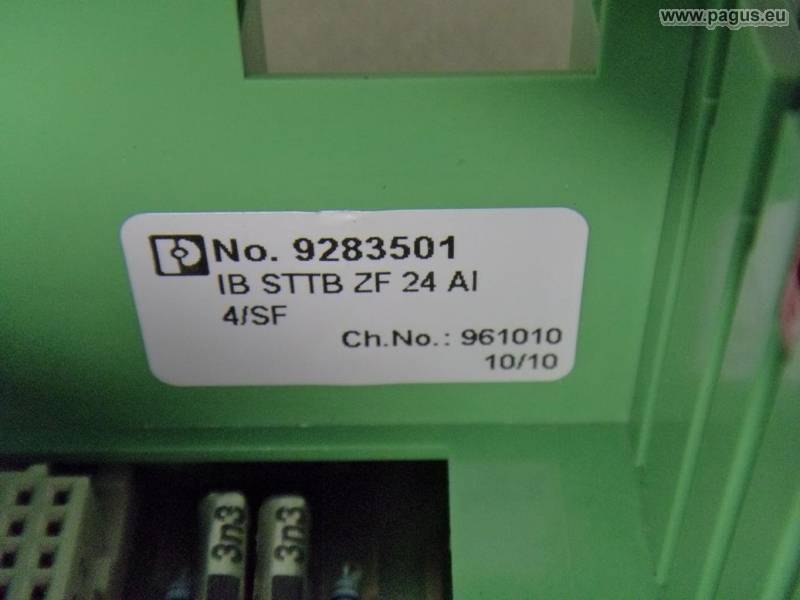 www.pagus.eu
No. 9283501
IB STTB ZF 24 AI
4/SF
Ch.No.: 961010
10/10
3n3
3n3